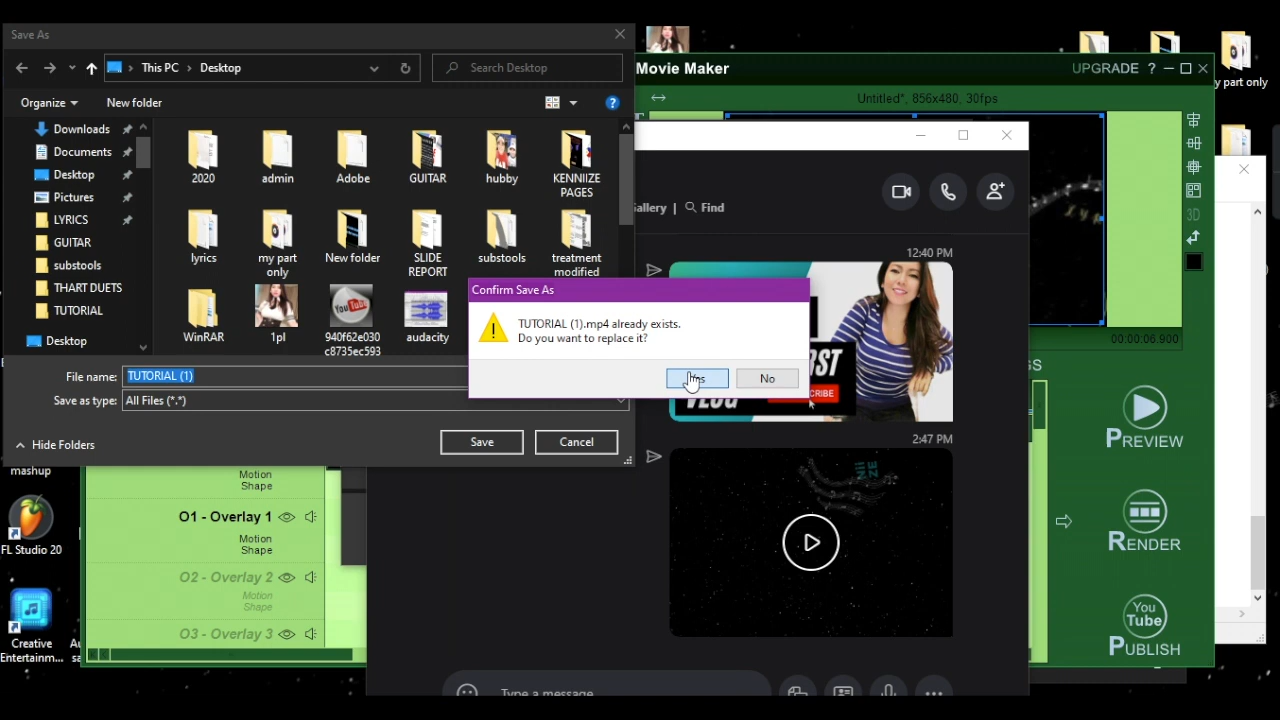 Save As
This PC > Desktop
Search Desktop
Organize
New folder
Downloads
Documents
Desktop
Pictures
LYRICS
GUITAR
substools
THART DUETS
TUTORIAL
Desktop
2020
admin
Adobe
GUITAR
hubby
KENNIIZE
PAGES
lyrics
my part
only
New folder
SLIDE
REPORT
substools
treatment
modified
WinRAR
1pl
940f62e030
c8735ec593
audacity
File name:
TUTORIAL (1)
Save as type:
All Files (*.*)
Hide Folders
Save
Cancel
Confirm Save As
TUTORIAL (1).mp4 already exists.
Do you want to replace it?
Yes
No
Movie Maker
UPGRADE ?
Untitled*, 856x480, 30fps
y part only
3D
00:00:06.900
allery | Find
12:40 PM
VLOG
2:47 PM
Type a message
PREVIEW
RENDER
You
Tube
PUBLISH
mashup
FL Studio 20
Creative
Entertainm...
Motion
Shape
O1 - Overlay 1
Motion
Shape
O2 - Overlay 2
Motion
Shape
O3 - Overlay 3